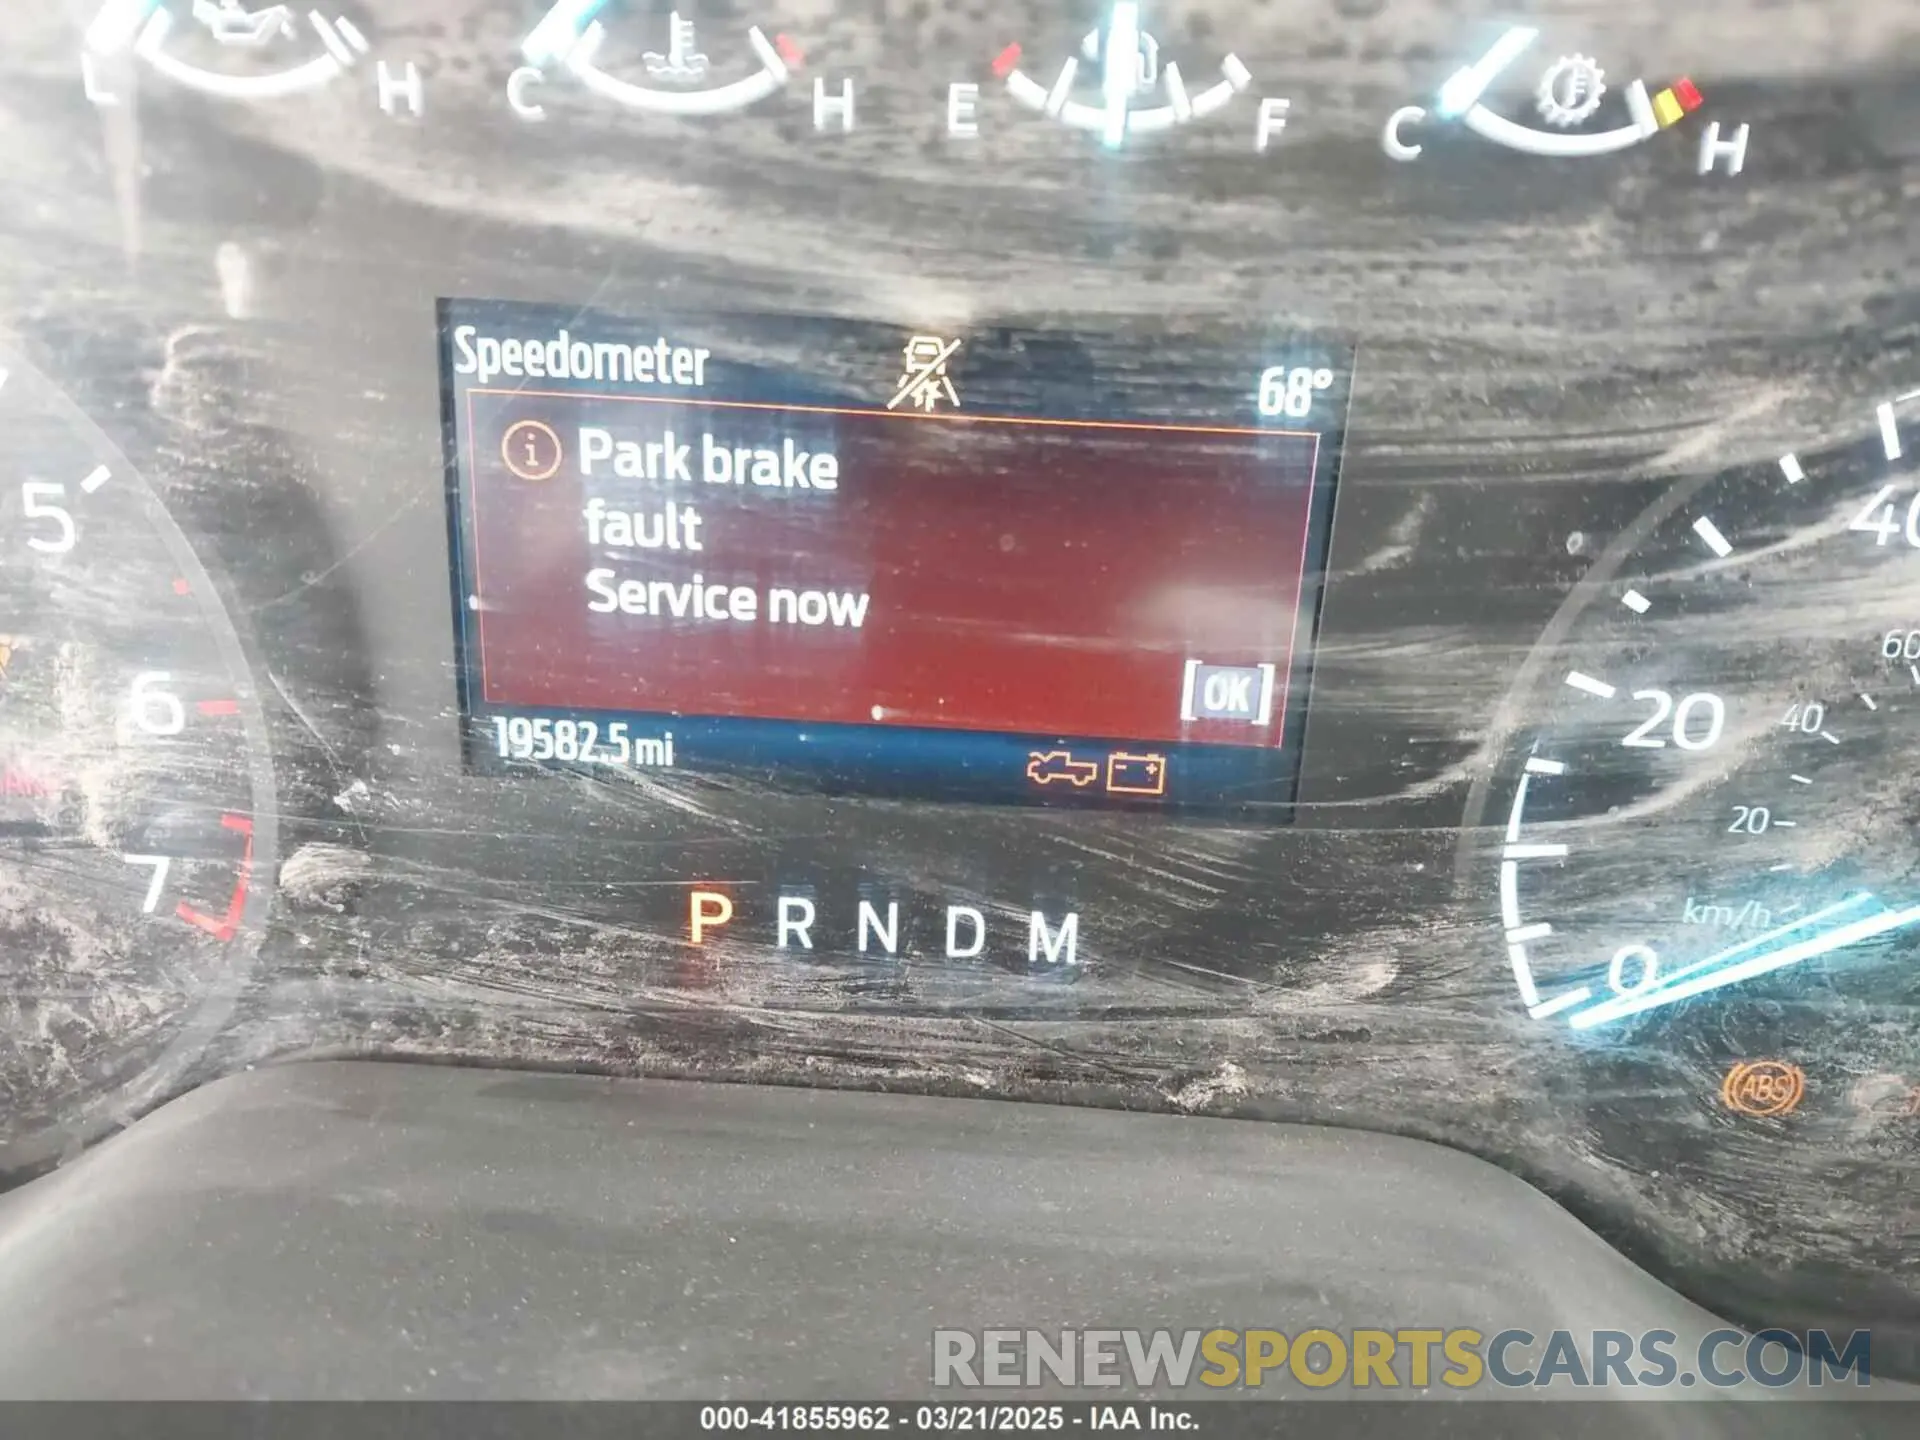 L H C H E F C H
Speedometer 68°
i Park brake
fault
Service now
[OK]
19582.5 mi
5
6
7
P R N D M
40
60
20 40
20
km/h
0
ABS
RENEWSPORTSCARS.COM
000-41855962 - 03/21/2025 - IAA Inc.